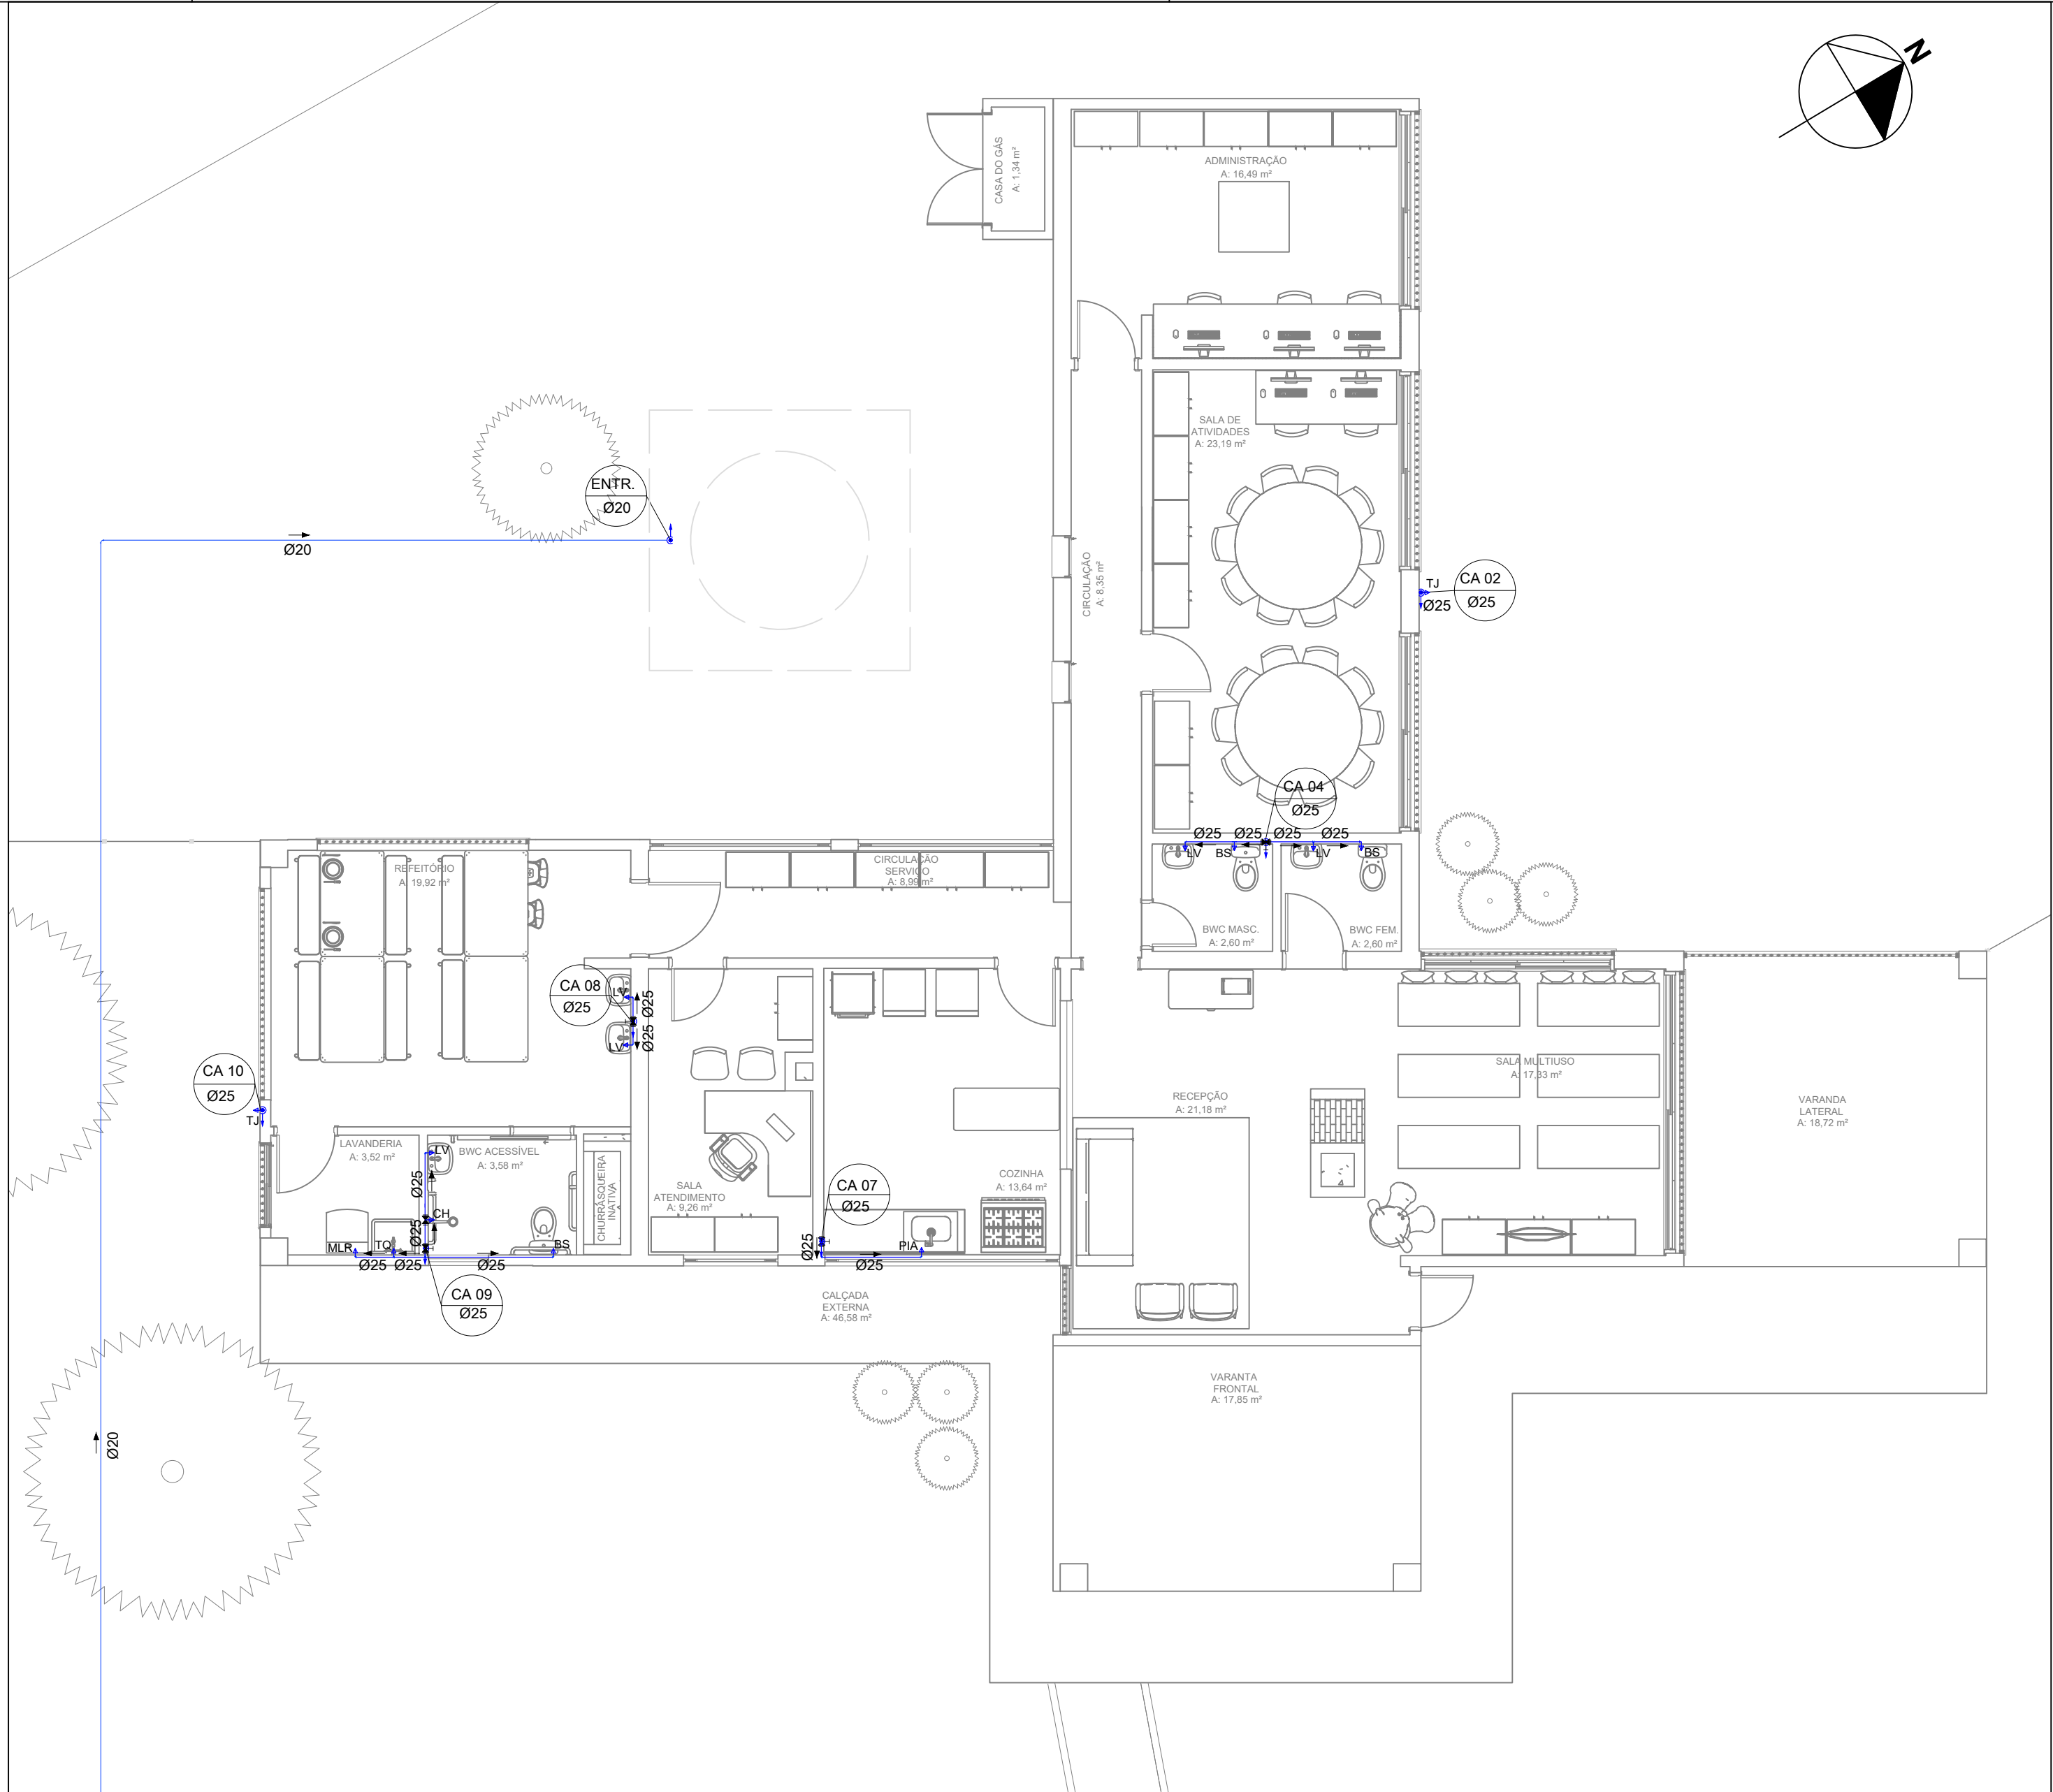 N
CASA DO GÁS
A: 1,34 m²
ADMINISTRAÇÃO
A: 16,49 m²
SALA DE
ATIVIDADES
A: 23,19 m²
ENTR.
Ø20
Ø20
CIRCULAÇÃO
A: 8,35 m²
TJ
Ø25
CA 02
Ø25
CA 04
Ø25
Ø25
Ø25
Ø25
Ø25
LV
BS
LV
BS
BWC MASC.
A: 2,60 m²
BWC FEM.
A: 2,60 m²
REFEITÓRIO
A: 19,92 m²
CIRCULAÇÃO
SERVIÇO
A: 8,99 m²
CA 08
Ø25
LV
Ø25
LV
Ø25
CA 10
Ø25
TJ
LAVANDERIA
A: 3,52 m²
BWC ACESSÍVEL
A: 3,58 m²
LV
Ø25
CH
Ø25
CHURRASQUEIRA
INATIVA
MLR
TQ
BS
Ø25
Ø25
Ø25
CA 09
Ø25
SALA
ATENDIMENTO
A: 9,26 m²
CA 07
Ø25
Ø25
PIA
Ø25
COZINHA
A: 13,64 m²
RECEPÇÃO
A: 21,18 m²
SALA MULTIUSO
A: 17,33 m²
VARANDA
LATERAL
A: 18,72 m²
CALÇADA
EXTERNA
A: 46,58 m²
VARANTA
FRONTAL
A: 17,85 m²
Ø20